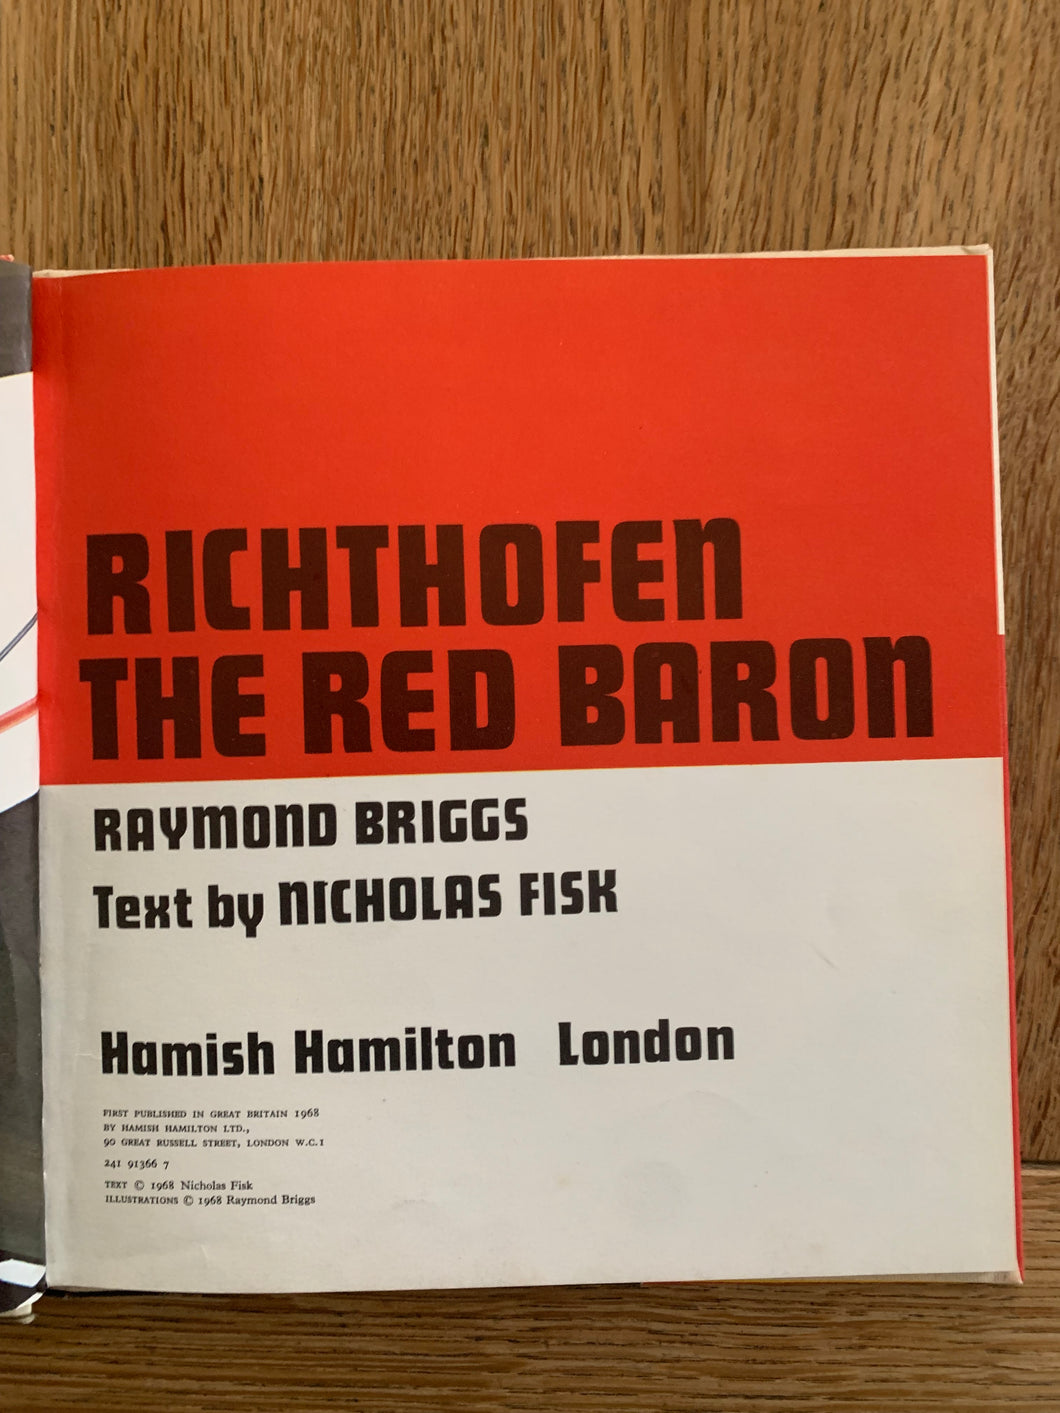 RICHTHOFEN
THE RED BARON
RAYMOND BRIGGS
Text by NICHOLAS FISK
Hamish Hamilton London
FIRST PUBLISHED IN GREAT BRITAIN 1968
BY HAMISH HAMILTON LTD.,
90 GREAT RUSSELL STREET, LONDON W.C.1
241 91366 7
TEXT © 1968 Nicholas Fisk
ILLUSTRATIONS © 1968 Raymond Briggs